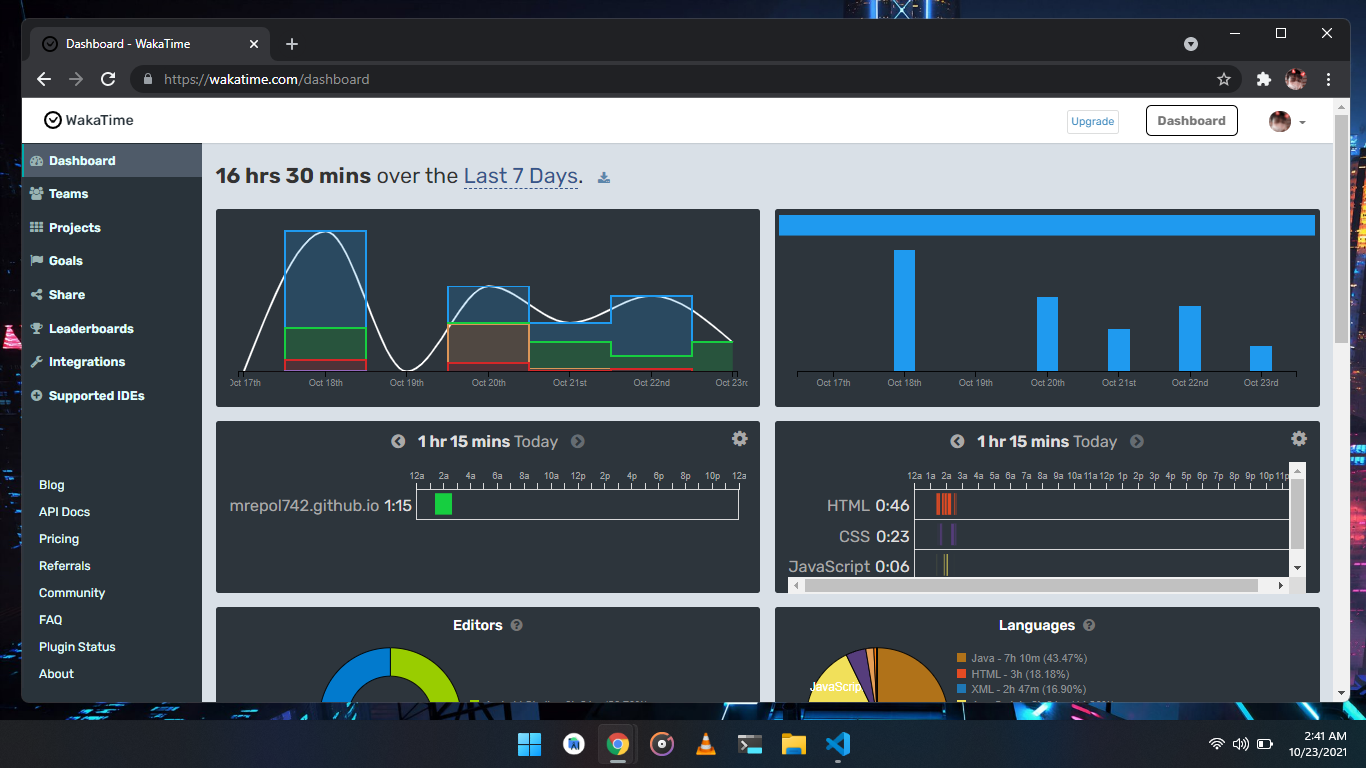 Dashboard - WakaTime
https://wakatime.com/dashboard
WakaTime
Upgrade
Dashboard
Dashboard
Teams
Projects
Goals
Share
Leaderboards
Integrations
Supported IDEs
Blog
API Docs
Pricing
Referrals
Community
FAQ
Plugin Status
About
16 hrs 30 mins over the Last 7 Days.
Oct 17th Oct 18th Oct 19th Oct 20th Oct 21st Oct 22nd Oct 23rd
Oct 17th Oct 18th Oct 19th Oct 20th Oct 21st Oct 22nd Oct 23rd
1 hr 15 mins Today
12a 2a 4a 6a 8a 10a 12p 2p 4p 6p 8p 10p 12a
mrepol742.github.io 1:15
1 hr 15 mins Today
12a 1a 2a 3a 4a 5a 6a 7a 8a 9a 10a 11a 12p 1p 2p 3p 4p 5p 6p 7p 8p 9p 10p 11p
HTML 0:46
CSS 0:23
JavaScript 0:06
Editors
Languages
JavaScrip
Java - 7h 10m (43.47%)
HTML - 3h (18.18%)
XML - 2h 47m (16.90%)
2:41 AM
10/23/2021